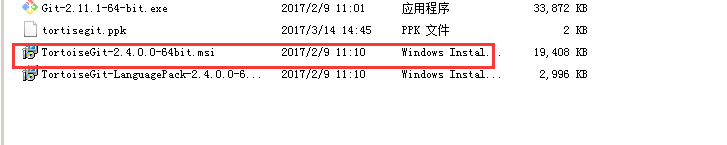 Git-2.11.1-64-bit.exe 2017/2/9 11:01 应用程序 33,872 KB
tortisegit.ppk 2017/3/14 14:45 PPK 文件 2 KB
TortoiseGit-2.4.0.0-64bit.msi 2017/2/9 11:10 Windows Instal... 19,408 KB
TortoiseGit-LanguagePack-2.4.0.0-6... 2017/2/9 11:10 Windows Instal... 2,996 KB